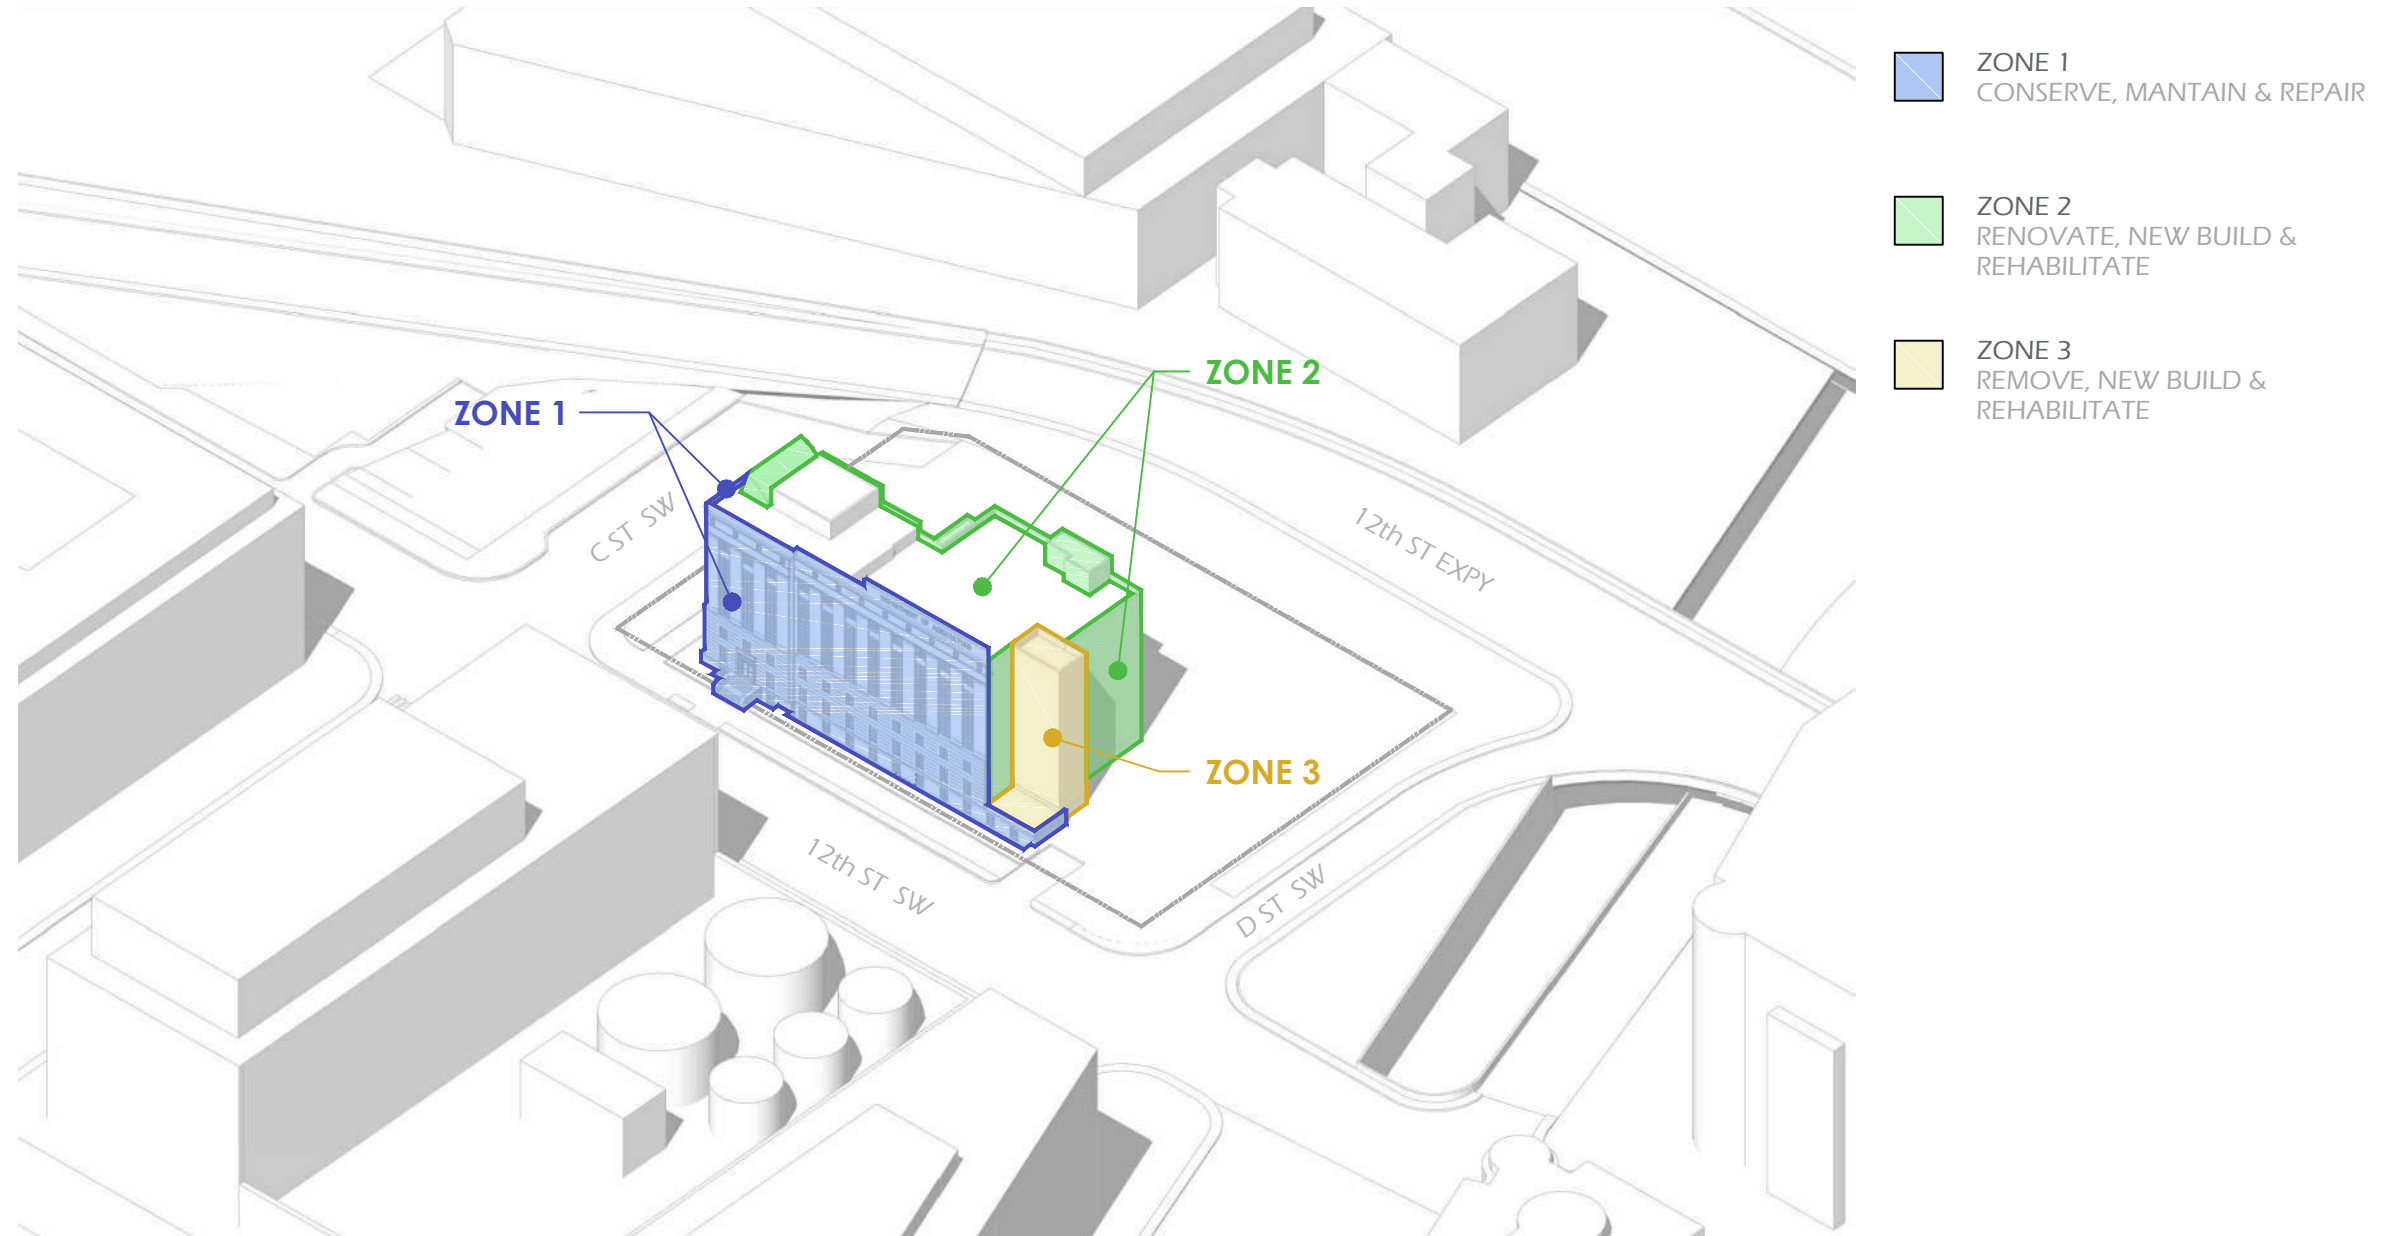 ZONE 1
CONSERVE, MANTAIN & REPAIR
ZONE 2
RENOVATE, NEW BUILD &
REHABILITATE
ZONE 3
REMOVE, NEW BUILD &
REHABILITATE
ZONE 2
ZONE 1
C ST SW
12th ST EXPY
ZONE 3
12th ST SW
D ST SW